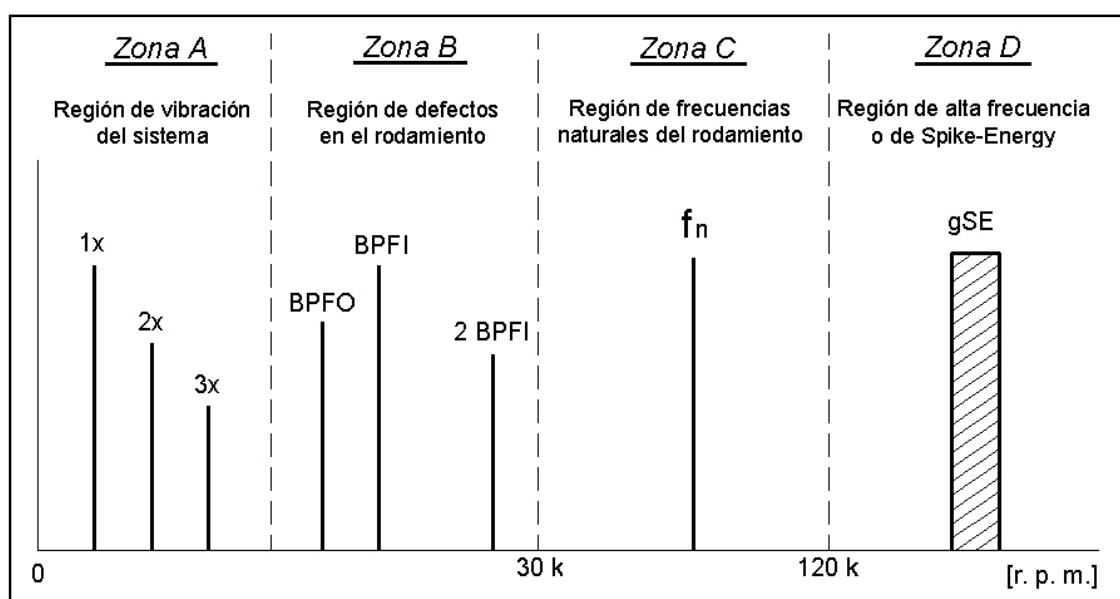 Zona A
Zona B
Zona C
Zona D
Región de vibración
del sistema
Región de defectos
en el rodamiento
Región de frecuencias
naturales del rodamiento
Región de alta frecuencia
o de Spike-Energy
1x
2x
3x
BPFO
BPFI
2 BPFI
fn
gSE
0
30 k
120 k
[r. p. m.]